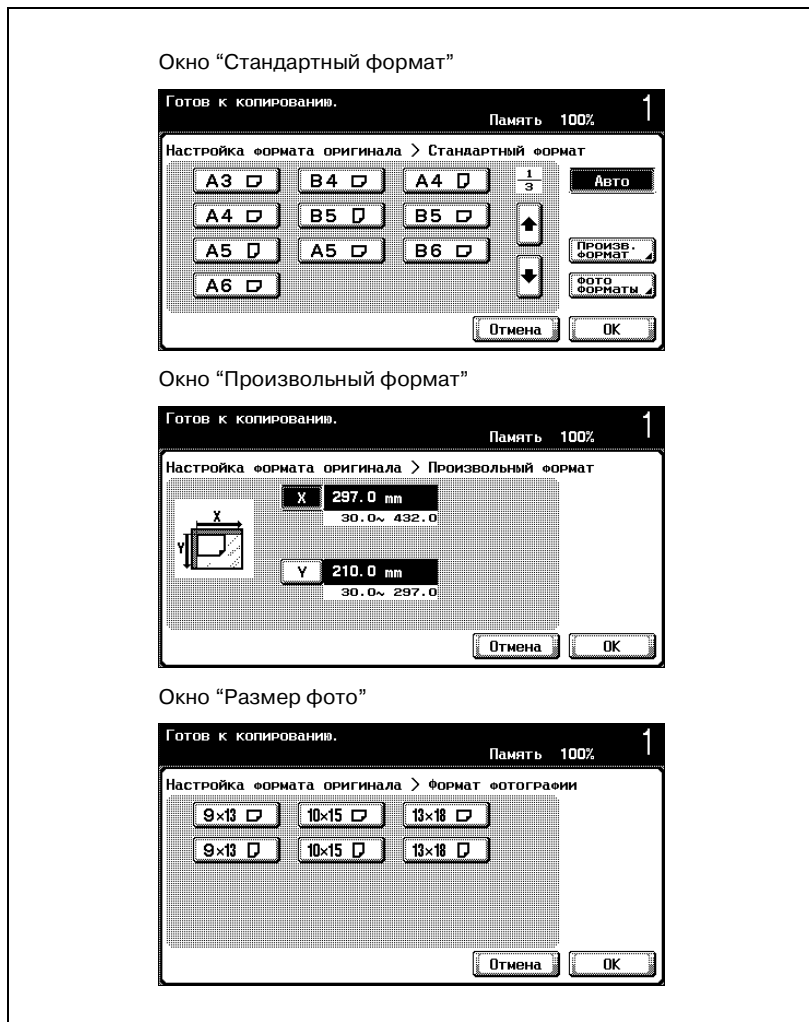 Окно “Стандартный формат”
Готов к копированию.
Память 100% 1
Настройка формата оригинала > Стандартный формат
A3 B4 A4 1/3 Авто
A4 B5 B5
A5 A5 B6 Произв. формат
A6 Фото форматы
Отмена OK
Окно “Произвольный формат”
Готов к копированию.
Память 100% 1
Настройка формата оригинала > Произвольный формат
X X 297.0 mm
30.0~ 432.0
Y Y 210.0 mm
30.0~ 297.0
Отмена OK
Окно “Размер фото”
Готов к копированию.
Память 100% 1
Настройка формата оригинала > Формат фотографии
9×13 10×15 13×18
9×13 10×15 13×18
Отмена OK